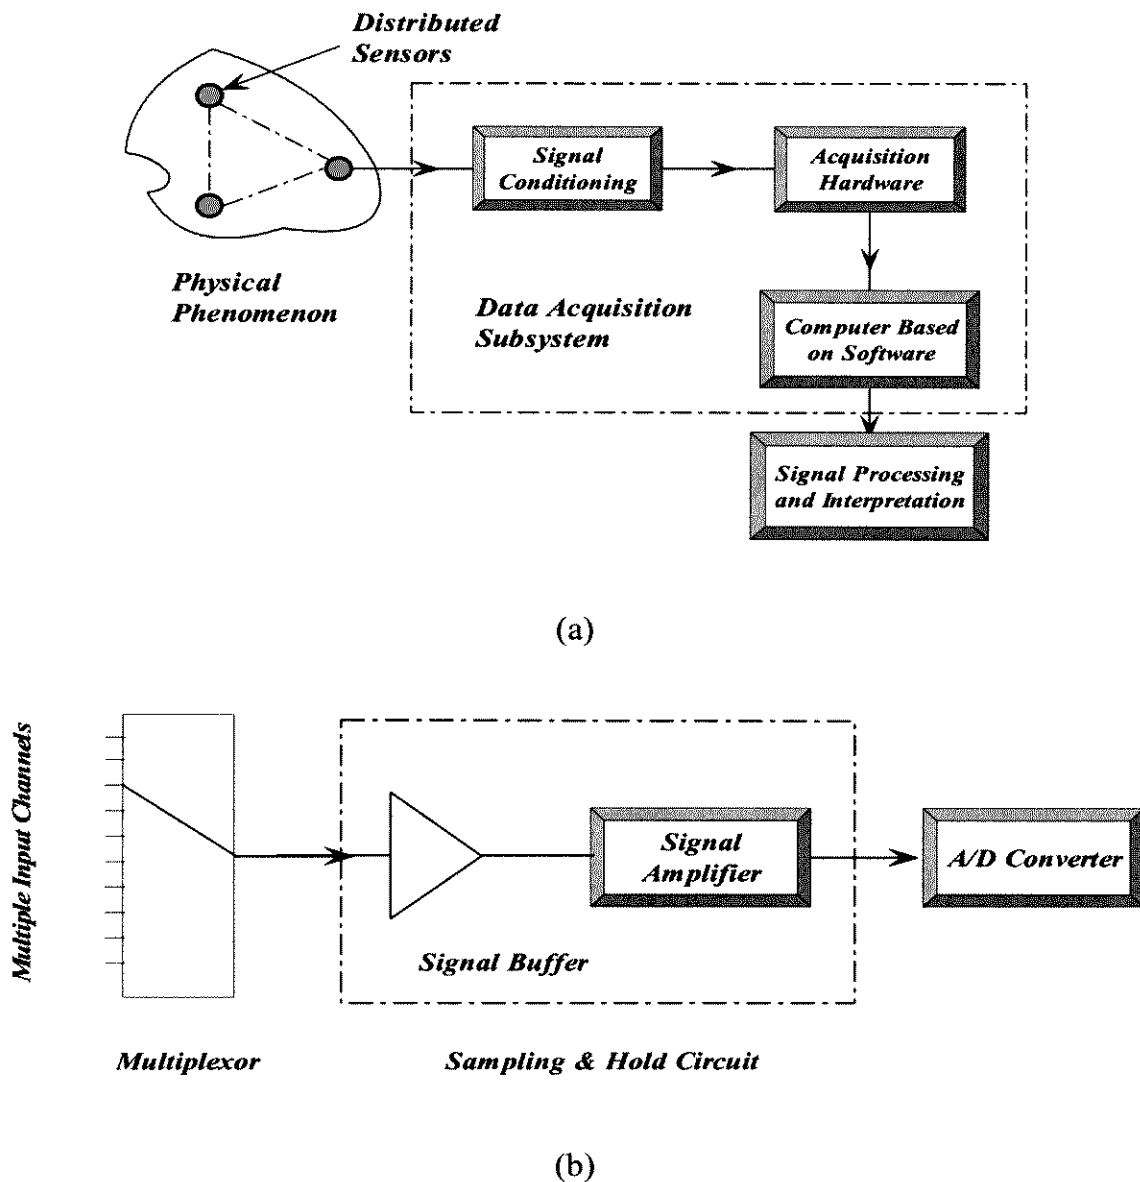 Distributed
Sensors
Signal
Conditioning
Acquisition
Hardware
Physical
Phenomenon
Data Acquisition
Subsystem
Computer Based
on Software
Signal Processing
and Interpretation
(a)
Multiple Input Channels
Signal
Amplifier
A/D Converter
Signal Buffer
Multiplexor
Sampling & Hold Circuit
(b)